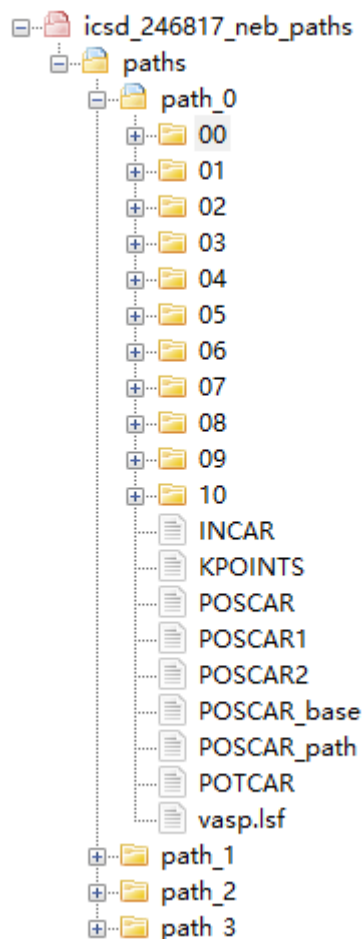 icsd_246817_neb_paths
paths
path_0
00
01
02
03
04
05
06
07
08
09
10
INCAR
KPOINTS
POSCAR
POSCAR1
POSCAR2
POSCAR_base
POSCAR_path
POTCAR
vasp.lsf
path_1
path_2
path_3